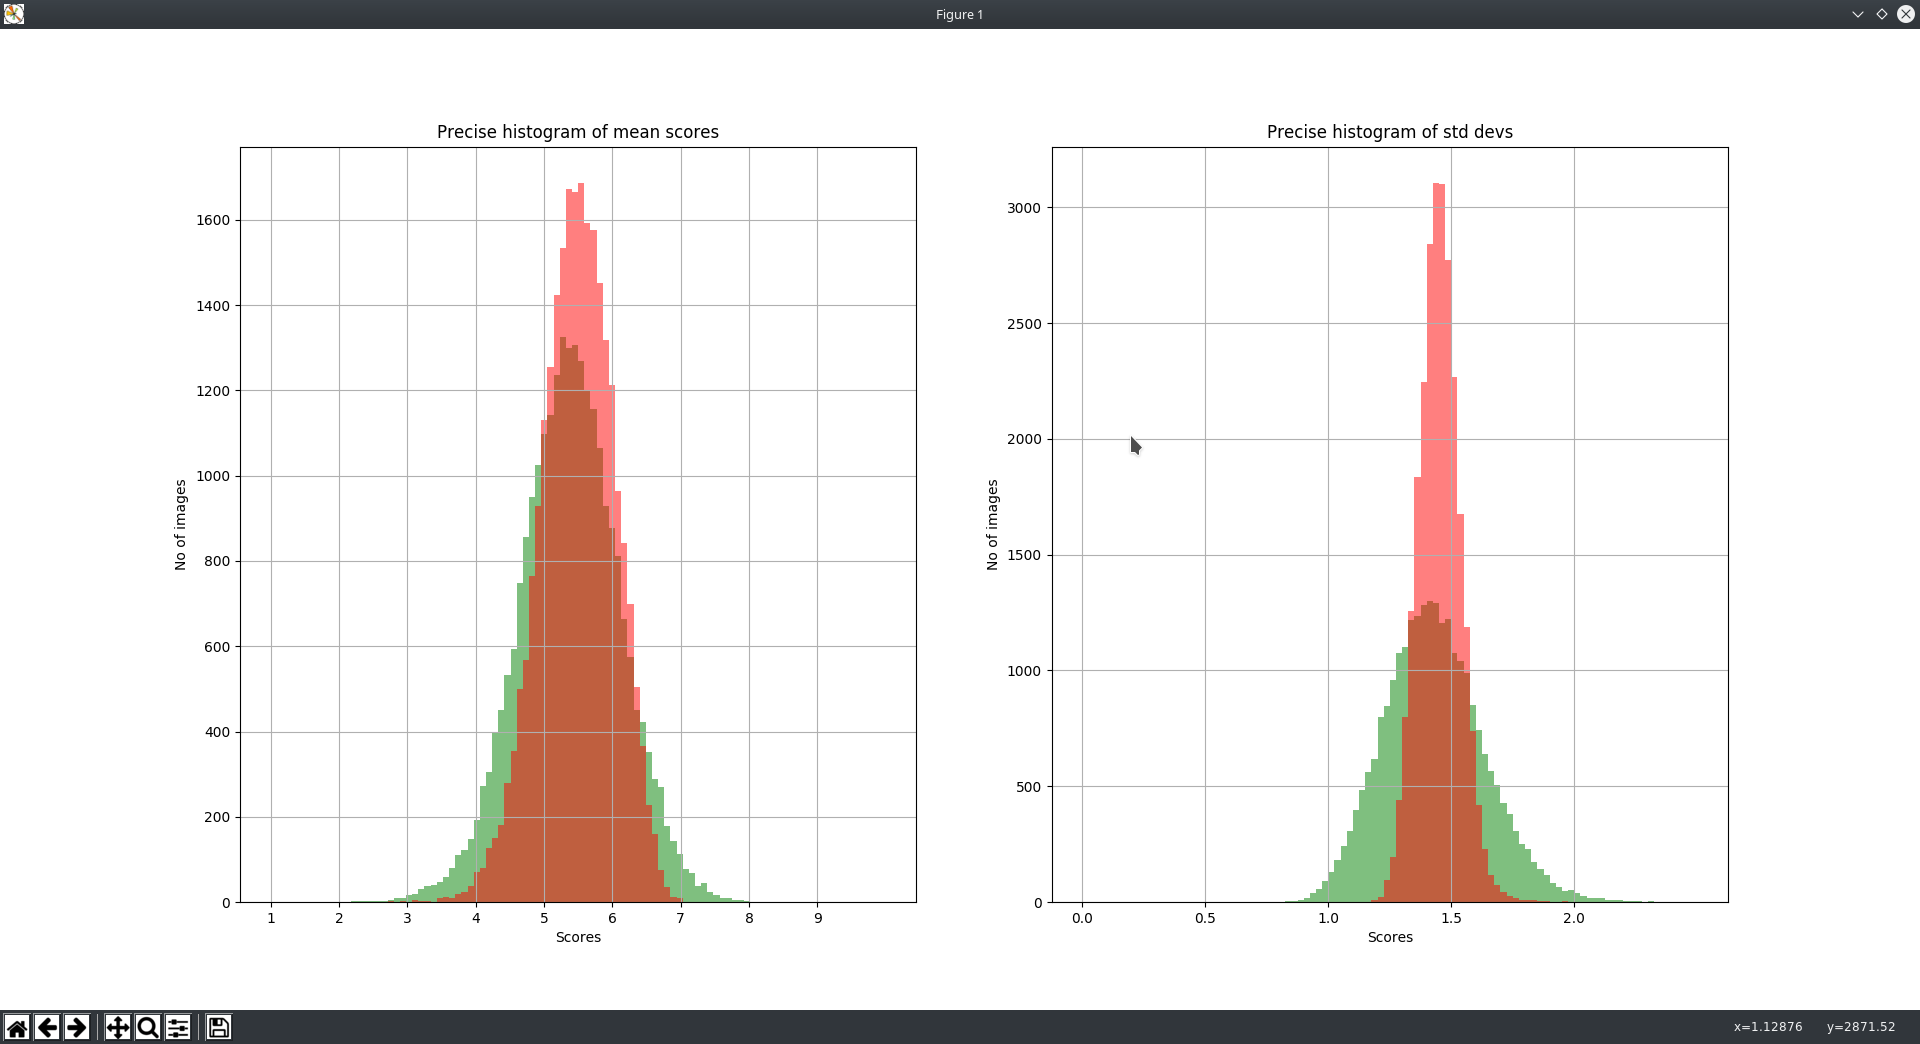 Figure 1
Precise histogram of mean scores
1600
1400
1200
1000
800
600
400
200
0
No of images
1 2 3 4 5 6 7 8 9
Scores
Precise histogram of std devs
3000
2500
2000
1500
1000
500
0
No of images
0.0 0.5 1.0 1.5 2.0
Scores
x=1.12876 y=2871.52